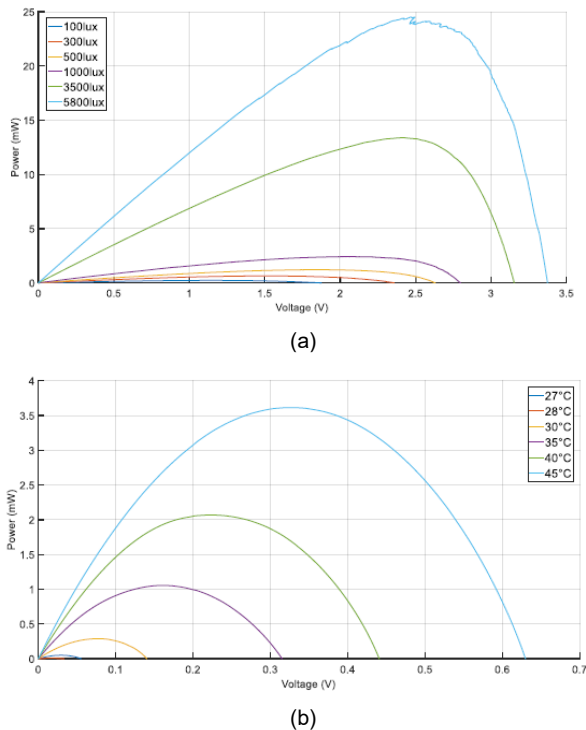 25
20
15
10
5
0
Power (mW)
100lux
300lux
500lux
1000lux
3500lux
5800lux
0 0.5 1 1.5 2 2.5 3 3.5
Voltage (V)
(a)
4
3.5
3
2.5
2
1.5
1
0.5
0
Power (mW)
27°C
28°C
30°C
35°C
40°C
45°C
0 0.1 0.2 0.3 0.4 0.5 0.6 0.7
Voltage (V)
(b)